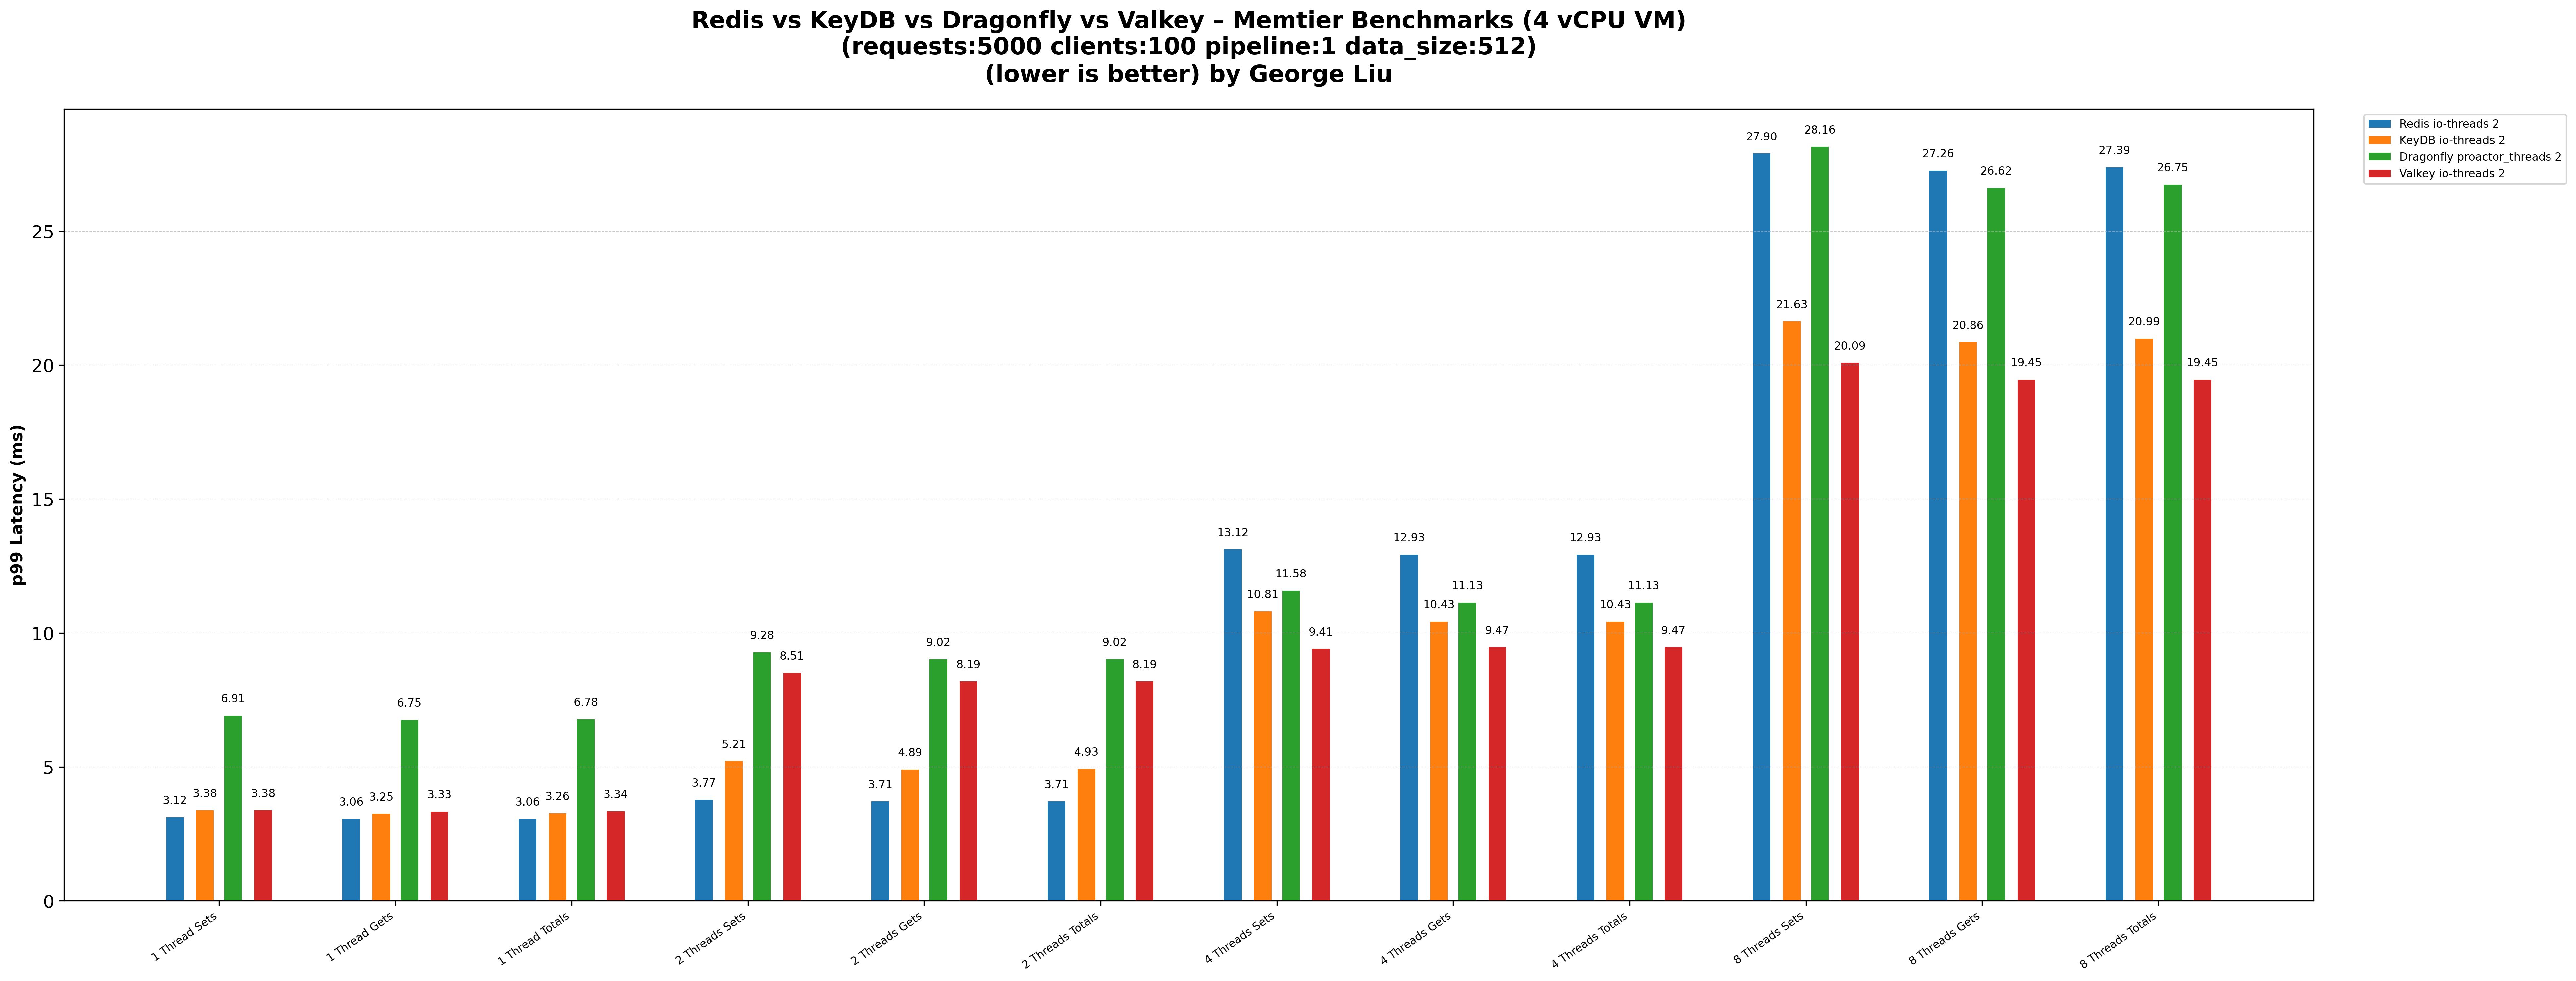 Redis vs KeyDB vs Dragonfly vs Valkey – Memtier Benchmarks (4 vCPU VM)
(requests:5000 clients:100 pipeline:1 data_size:512)
(lower is better) by George Liu
Redis io-threads 2
KeyDB io-threads 2
Dragonfly proactor_threads 2
Valkey io-threads 2
p99 Latency (ms)
25
20
15
10
5
0
3.12
3.38
6.91
3.38
3.06
3.25
6.75
3.33
3.06
3.26
6.78
3.34
3.77
5.21
9.28
8.51
3.71
4.89
9.02
8.19
3.71
4.93
9.02
8.19
13.12
10.81
11.58
9.41
12.93
10.43
11.13
9.47
12.93
10.43
11.13
9.47
27.90
21.63
28.16
20.09
27.26
20.86
26.62
19.45
27.39
20.99
26.75
19.45
1 Thread Sets
1 Thread Gets
1 Thread Totals
2 Threads Sets
2 Threads Gets
2 Threads Totals
4 Threads Sets
4 Threads Gets
4 Threads Totals
8 Threads Sets
8 Threads Gets
8 Threads Totals